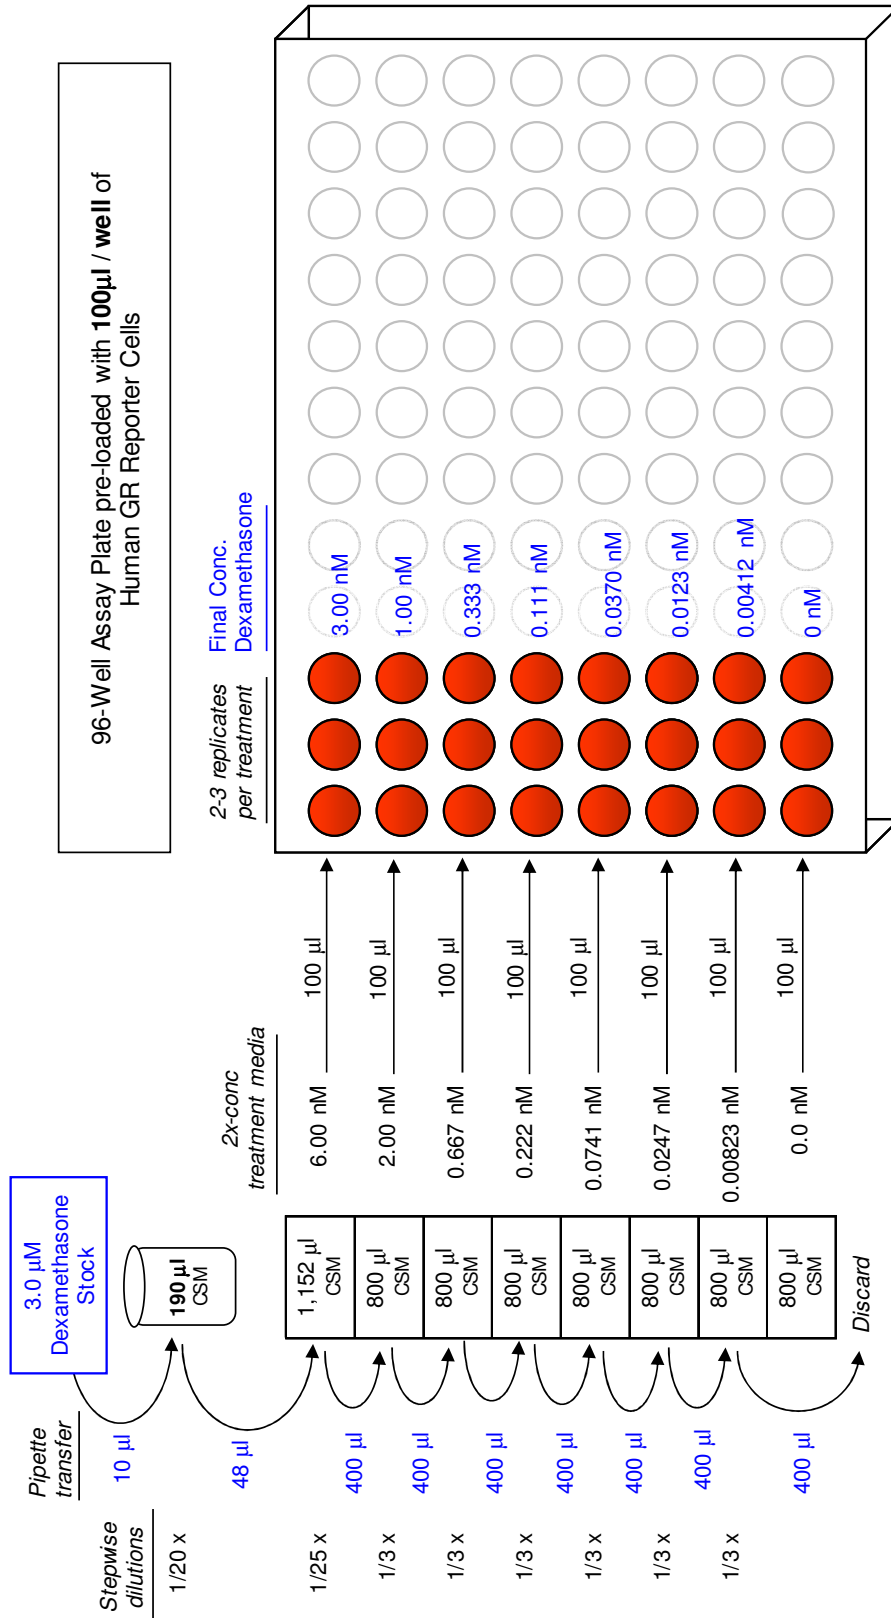 96-Well Assay Plate pre-loaded with 100µl / well of
Human GR Reporter Cells
Stepwise
dilutions
Pipette
transfer
3.0 µM
Dexamethasone
Stock
2x-conc
treatment media
2-3 replicates
per treatment
Final Conc.
Dexamethasone
1/20 x
10 µl
190 µl
CSM
1/25 x
48 µl
1,152 µl
CSM
6.00 nM
100 µl
3.00 nM
1/3 x
400 µl
800 µl
CSM
2.00 nM
100 µl
1.00 nM
1/3 x
400 µl
800 µl
CSM
0.667 nM
100 µl
0.333 nM
1/3 x
400 µl
800 µl
CSM
0.222 nM
100 µl
0.111 nM
1/3 x
400 µl
800 µl
CSM
0.0741 nM
100 µl
0.0370 nM
1/3 x
400 µl
800 µl
CSM
0.0247 nM
100 µl
0.0123 nM
1/3 x
400 µl
800 µl
CSM
0.00823 nM
100 µl
0.00412 nM
400 µl
800 µl
CSM
0.0 nM
100 µl
0 nM
Discard